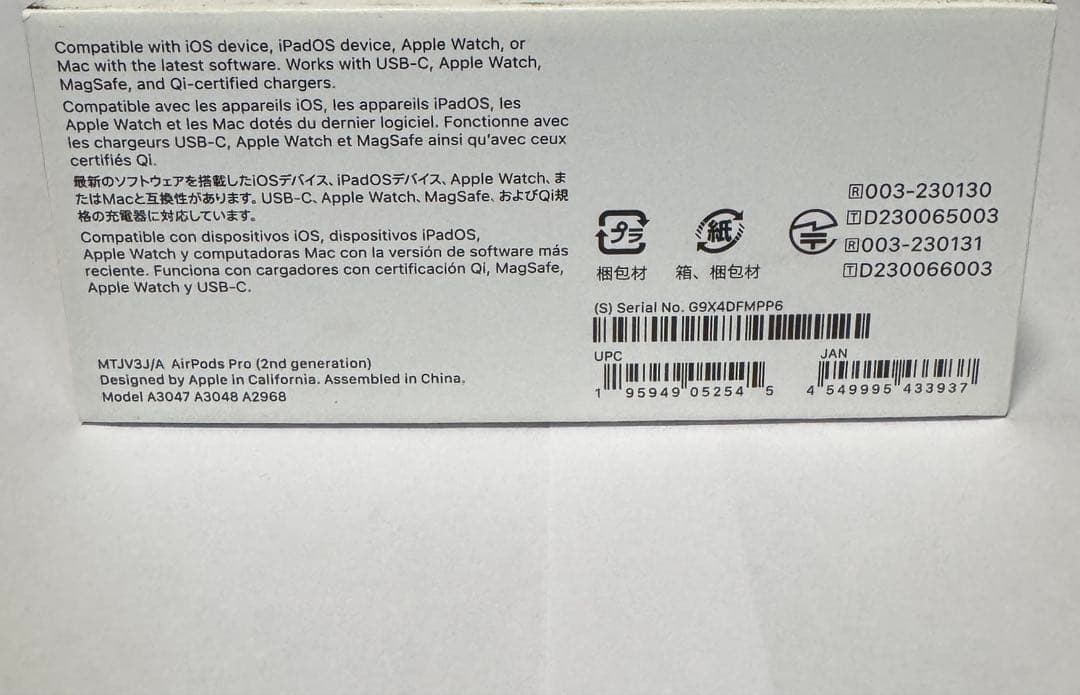 Compatible with iOS device, iPadOS device, Apple Watch, or
Mac with the latest software. Works with USB-C, Apple Watch,
MagSafe, and Qi-certified chargers.
Compatible avec les appareils iOS, les appareils iPadOS, les
Apple Watch et les Mac dotés du dernier logiciel. Fonctionne avec
les chargeurs USB-C, Apple Watch et MagSafe ainsi qu'avec ceux
certifiés Qi.
最新のソフトウェアを搭載したiOSデバイス、iPadOSデバイス、Apple Watch、ま
たはMacと互換性があります。USB-C、Apple Watch、MagSafe、およびQi規
格の充電器に対応しています。
Compatible con dispositivos iOS, dispositivos iPadOS,
Apple Watch y computadoras Mac con la versión de software más
reciente. Funciona con cargadores con certificación Qi, MagSafe,
Apple Watch y USB-C.
MTJV3J/A AirPods Pro (2nd generation)
Designed by Apple in California. Assembled in China.
Model A3047 A3048 A2968
プラ
梱包材
紙
箱、梱包材
R 003-230130
T D230065003
R 003-230131
T D230066003
(S) Serial No. G9X4DFMPP6
UPC
1 95949 05254 5
JAN
4 549995 433937